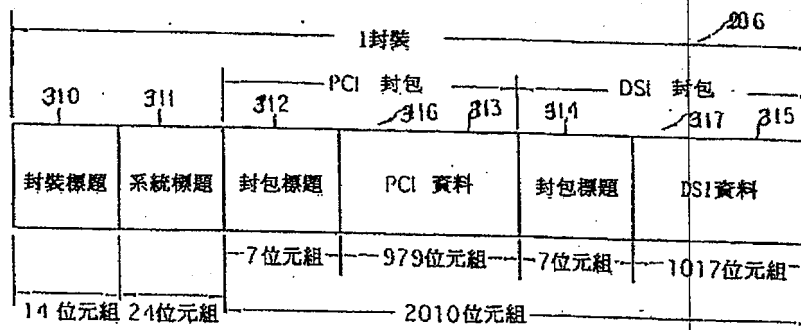 206
1封裝
PCI 封包 DSI 封包
310 311 312 316 313 314 317 315
封裝標題 系統標題 封包標題 PCI 資料 封包標題 DSI資料
7位元組 979位元組 7位元組 1017位元組
14 位元組 24位元組 2010位元組